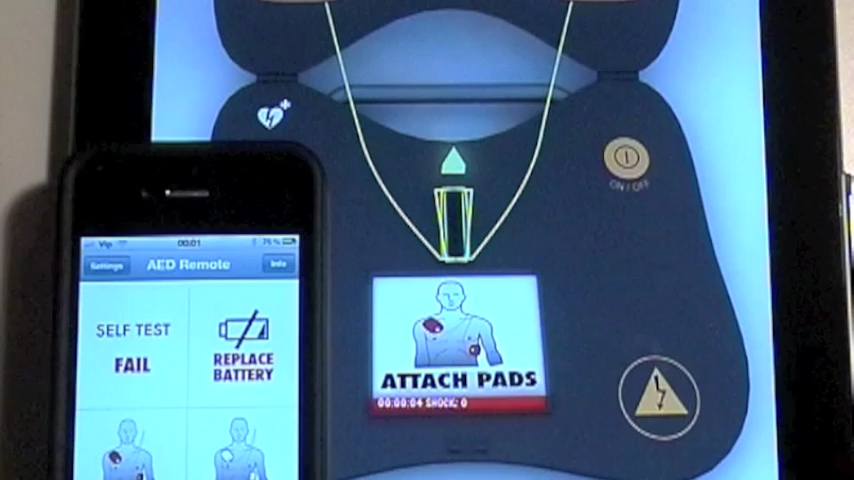 ON / OFF
Vip
00:01
75 %
Settings
AED Remote
Info
SELF TEST
FAIL
REPLACE
BATTERY
ATTACH PADS
00:00:04 SHOCK: 0